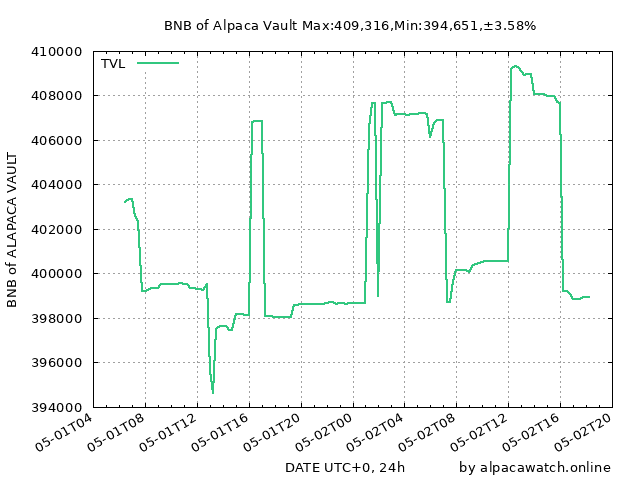 BNB of Alpaca Vault Max:409,316,Min:394,651,±3.58%
TVL
410000
408000
406000
404000
402000
400000
398000
396000
394000
BNB of ALAPACA VAULT
05-01T04
05-01T08
05-01T12
05-01T16
05-01T20
05-02T00
05-02T04
05-02T08
05-02T12
05-02T16
05-02T20
DATE UTC+0, 24h
by alpacawatch.online